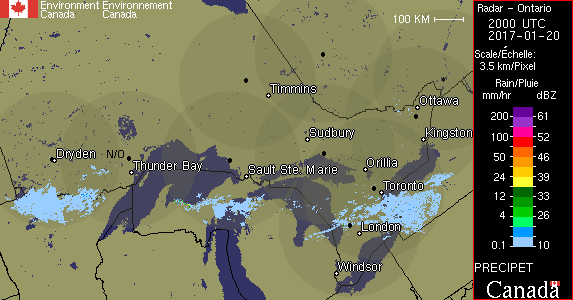 Environment Environnement
Canada Canada
100 KM
Radar - Ontario
2000 UTC
2017-01-20
Scale/Échelle:
3.5 km/Pixel
Rain/Pluie
mm/hr dBZ
200 61
100 52
50 46
24 39
12 33
4 26
1 18
0.1 10
PRECIPET
Canada
Timmins
Ottawa
Sudbury
Kingston
Dryden N/O
Thunder Bay
Sault Ste. Marie
Orillia
Toronto
London
Windsor